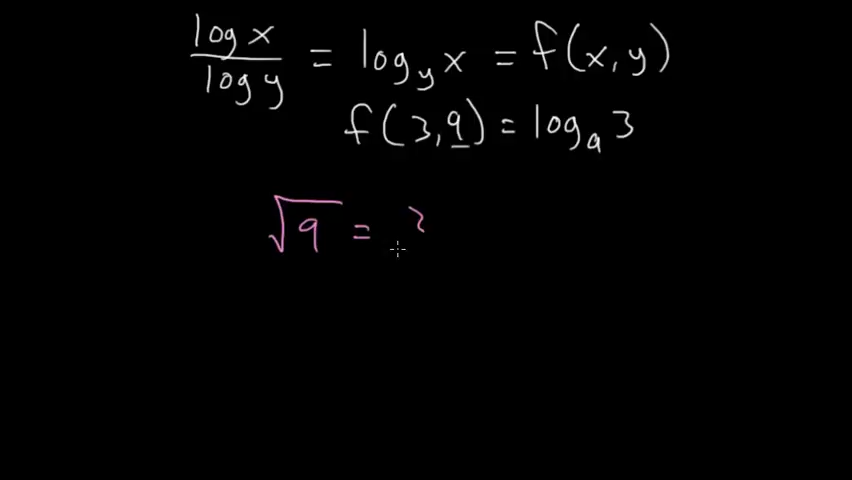 log x / log y = log_y x = f(x, y)
f(3, 9) = log_9 3
√9 =